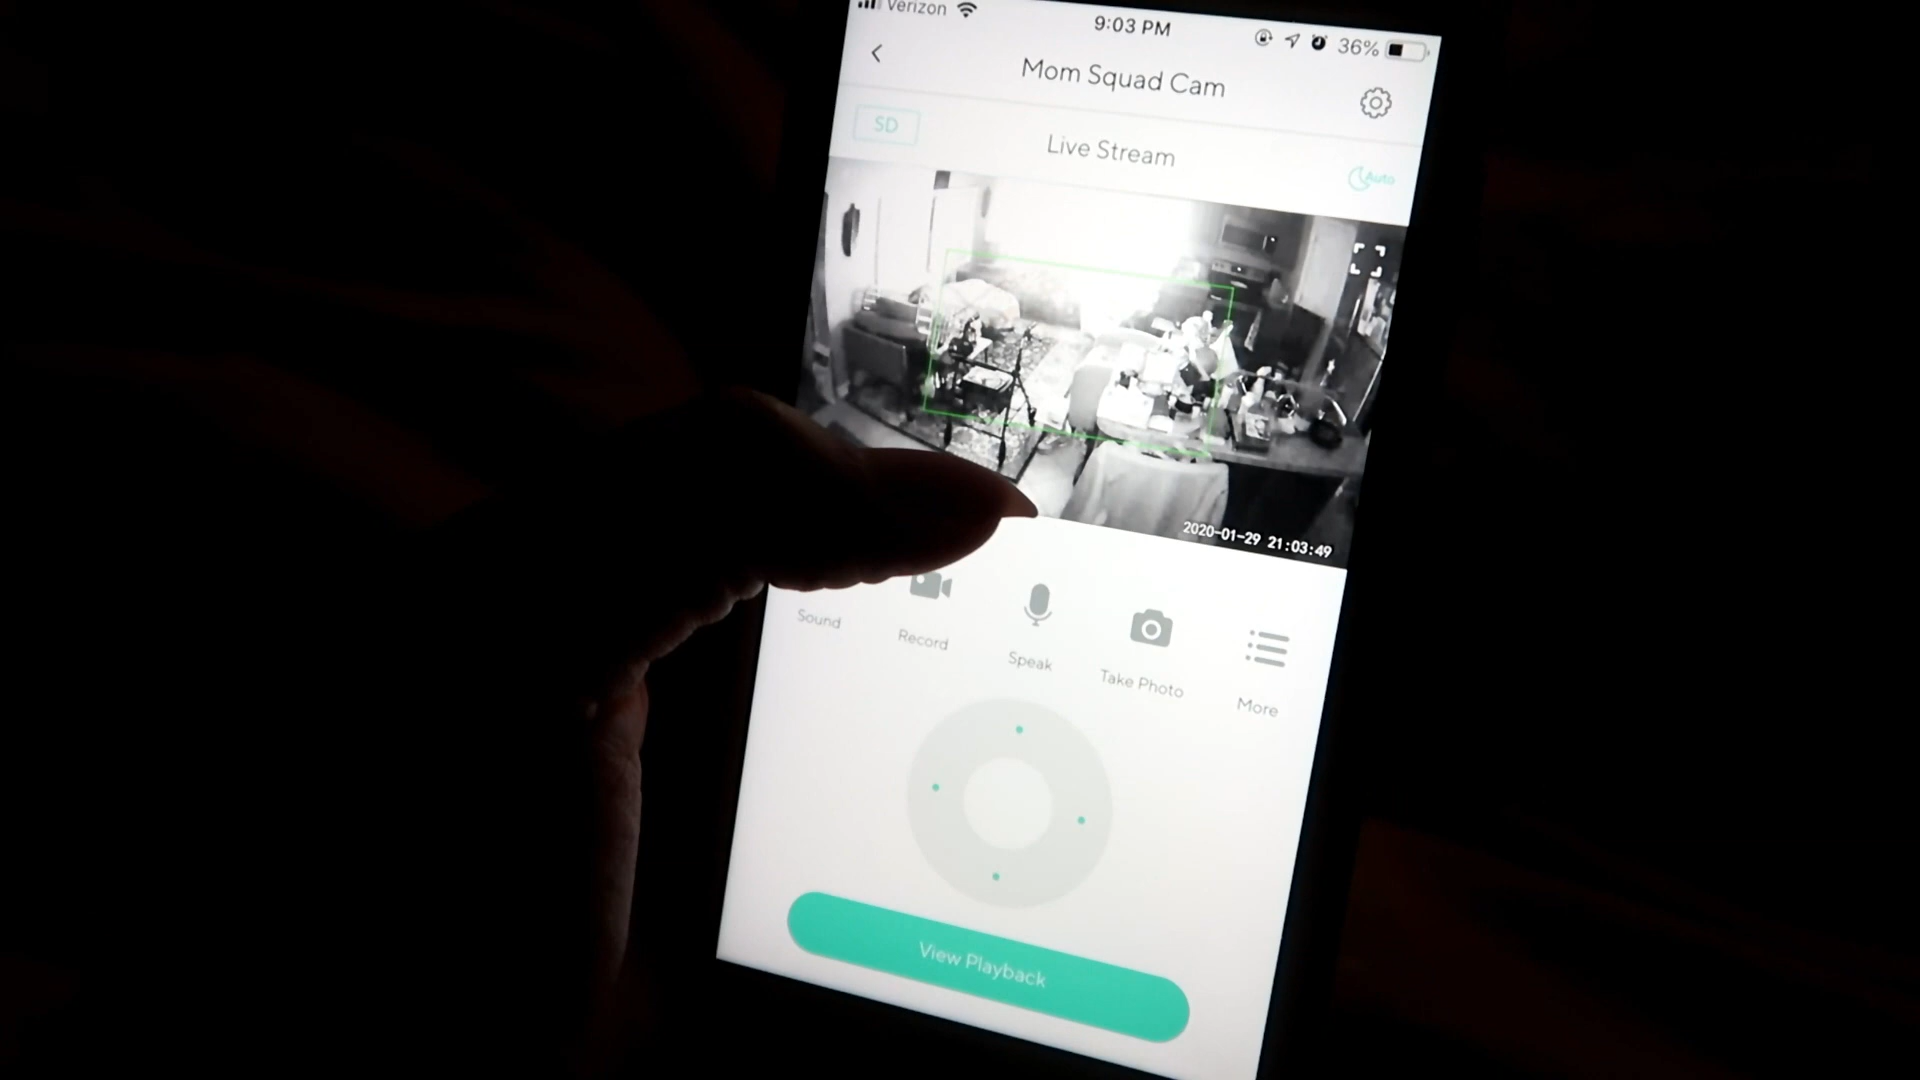 Verizon
9:03 PM
36%
Mom Squad Cam
SD
Live Stream
Auto
2020-01-29 21:03:49
Sound
Record
Speak
Take Photo
More
View Playback